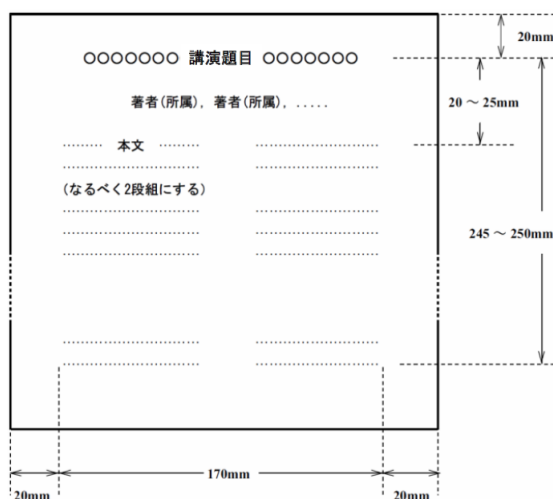 20mm
○○○○○○○ 講演題目 ○○○○○○○
著者(所属), 著者(所属), .....
20 ～ 25mm
......... 本文 .........
(なるべく2段組にする)
245 ～ 250mm
170mm
20mm
20mm